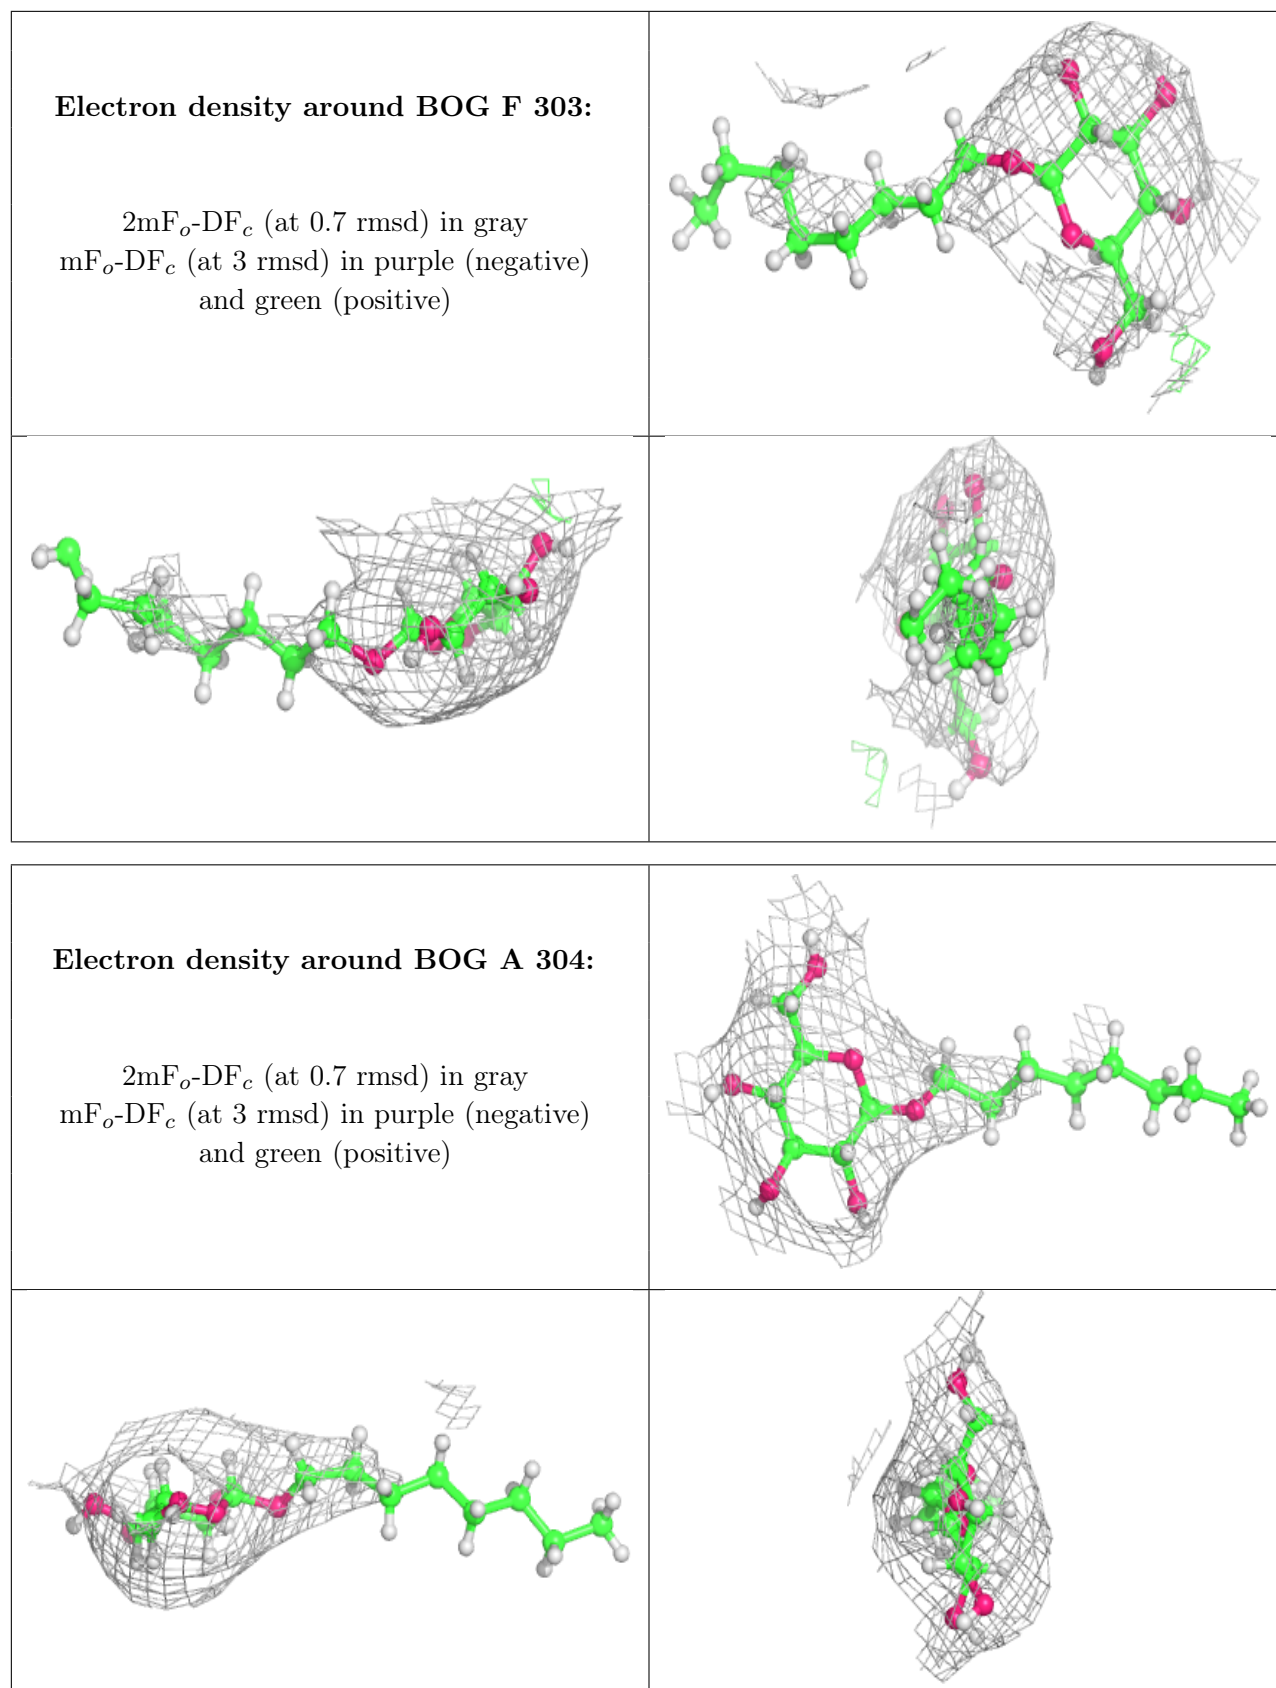 Electron density around BOG F 303:
2mFo-DFc (at 0.7 rmsd) in gray
mFo-DFc (at 3 rmsd) in purple (negative)
and green (positive)
Electron density around BOG A 304:
2mFo-DFc (at 0.7 rmsd) in gray
mFo-DFc (at 3 rmsd) in purple (negative)
and green (positive)